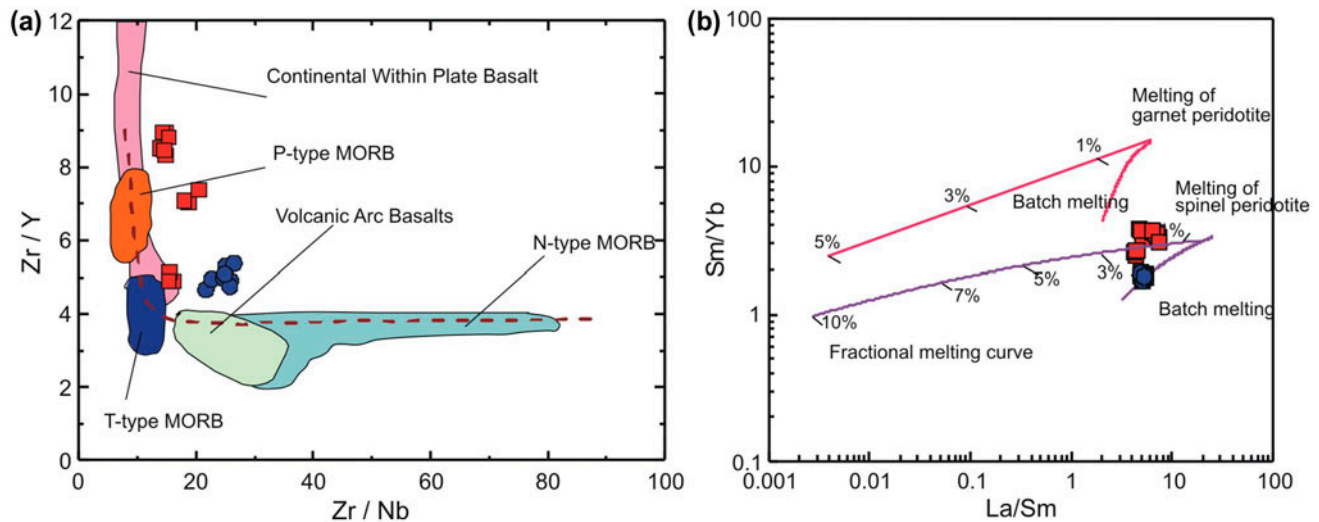 (a)
12
10
8
6
4
2
0
Zr / Y
Continental Within Plate Basalt
P-type MORB
Volcanic Arc Basalts
N-type MORB
T-type MORB
0
20
40
60
80
100
Zr / Nb
(b)
100
10
1
0.1
Sm/Yb
Melting of
garnet peridotite
1%
3%
Batch melting
5%
Melting of
spinel peridotite
1%
3%
5%
7%
10%
Batch melting
Fractional melting curve
0.001
0.01
0.1
1
10
100
La/Sm